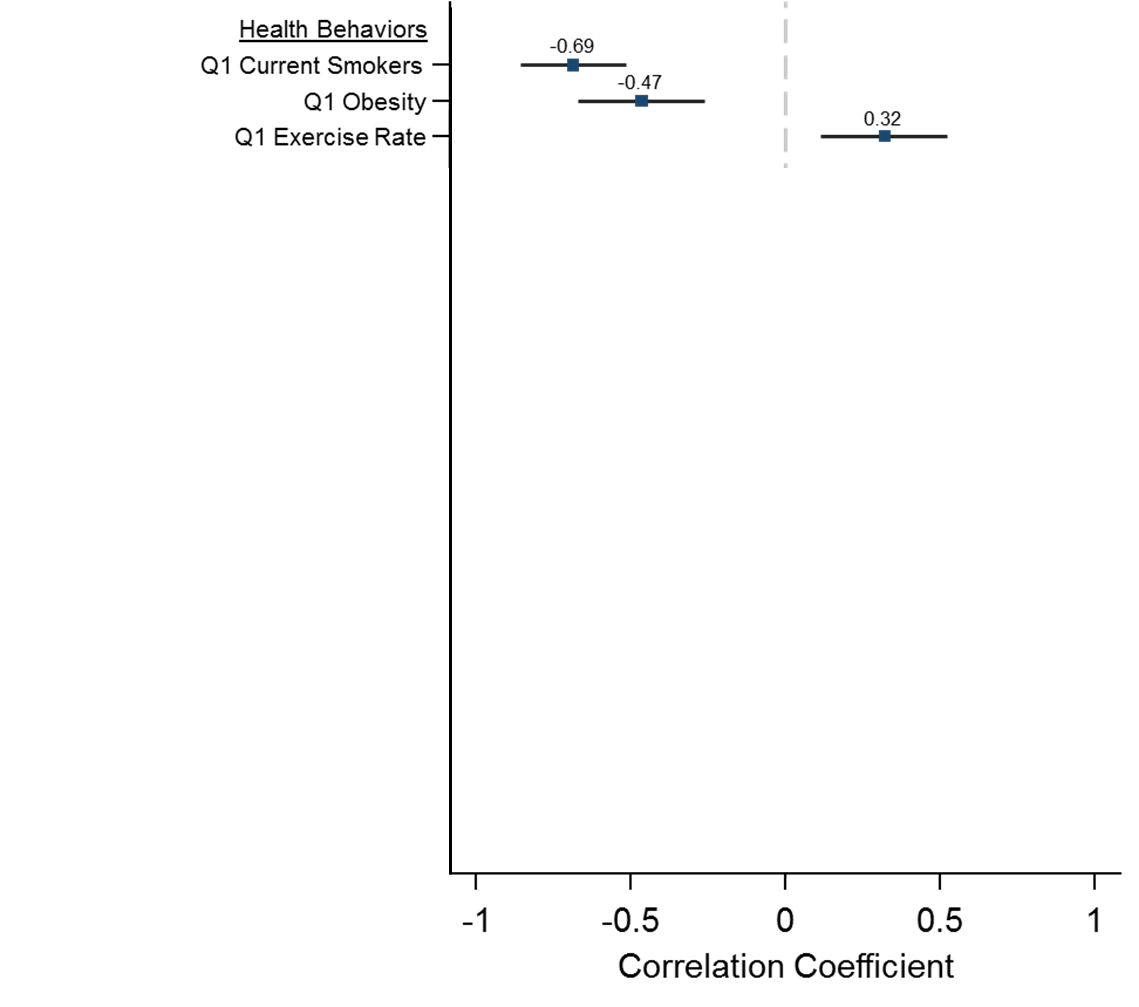 Health Behaviors
-0.69
Q1 Current Smokers
-0.47
Q1 Obesity
0.32
Q1 Exercise Rate
-1 -0.5 0 0.5 1
Correlation Coefficient